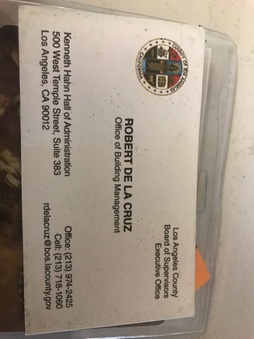 Los Angeles County
Board of Supervisors
Executive Office
ROBERT DE LA CRUZ
Office of Building Management
Kenneth Hahn Hall of Administration
500 West Temple Street, Suite 383
Los Angeles, CA 90012
Office: (213) 974-2425
Cell: (213) 718-1060
rdelacruz@bos.lacounty.gov